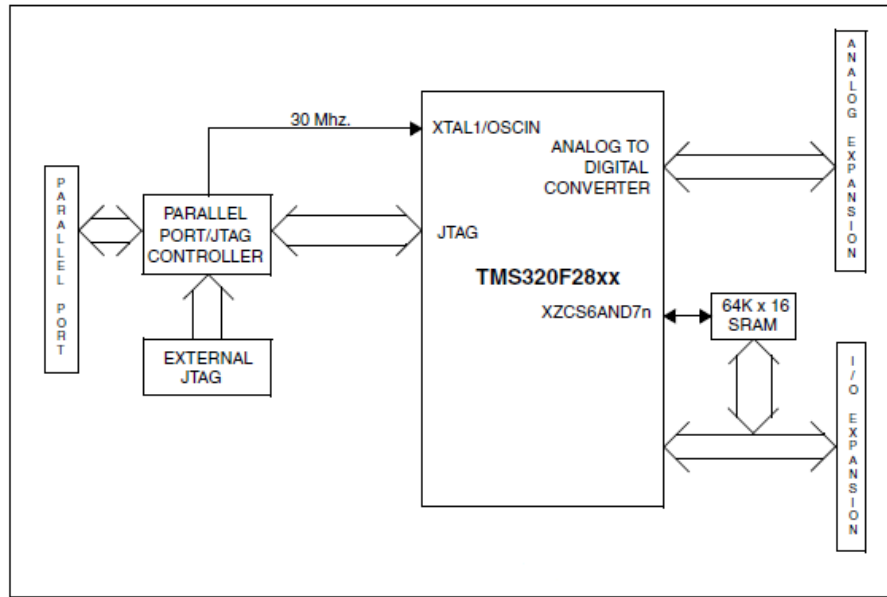 30 Mhz.
XTAL1/OSCIN
ANALOG TO
DIGITAL
CONVERTER
ANALOG EXPANSION
PARALLEL PORT
PARALLEL
PORT/JTAG
CONTROLLER
JTAG
TMS320F28xx
XZCS6AND7n
64K x 16
SRAM
EXTERNAL
JTAG
I/O EXPANSION